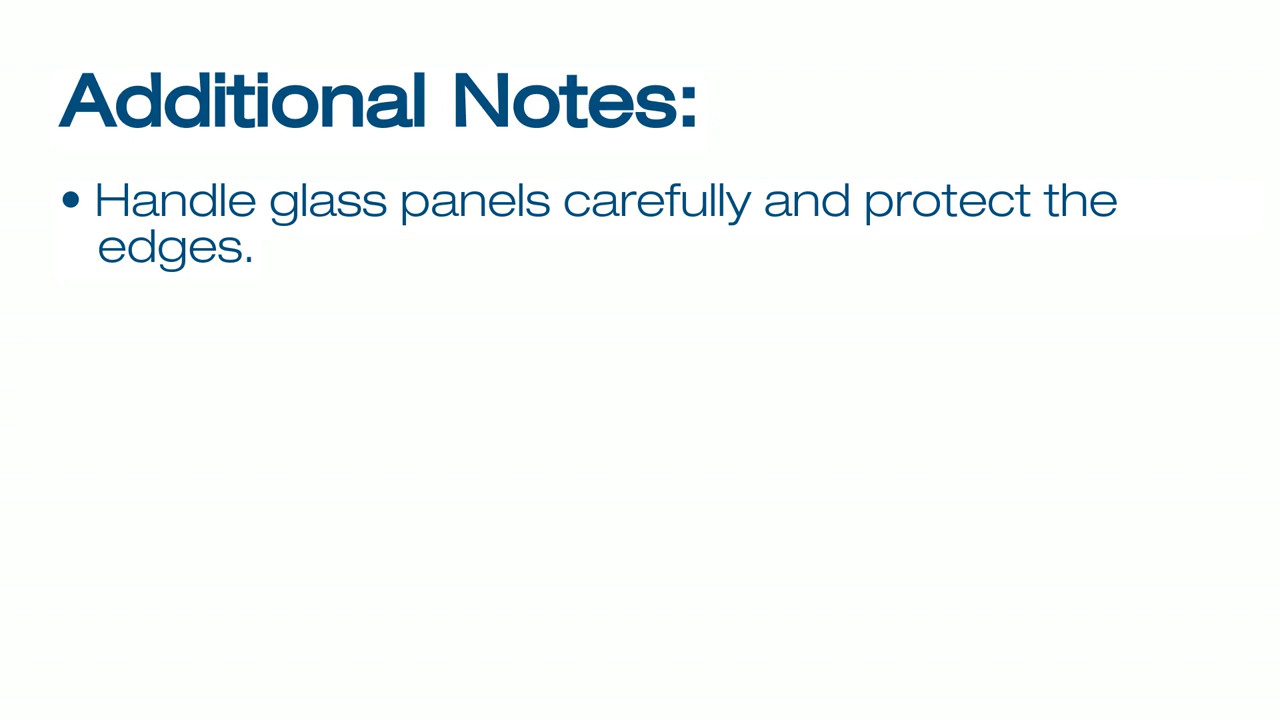 Additional Notes:
• Handle glass panels carefully and protect the
edges.